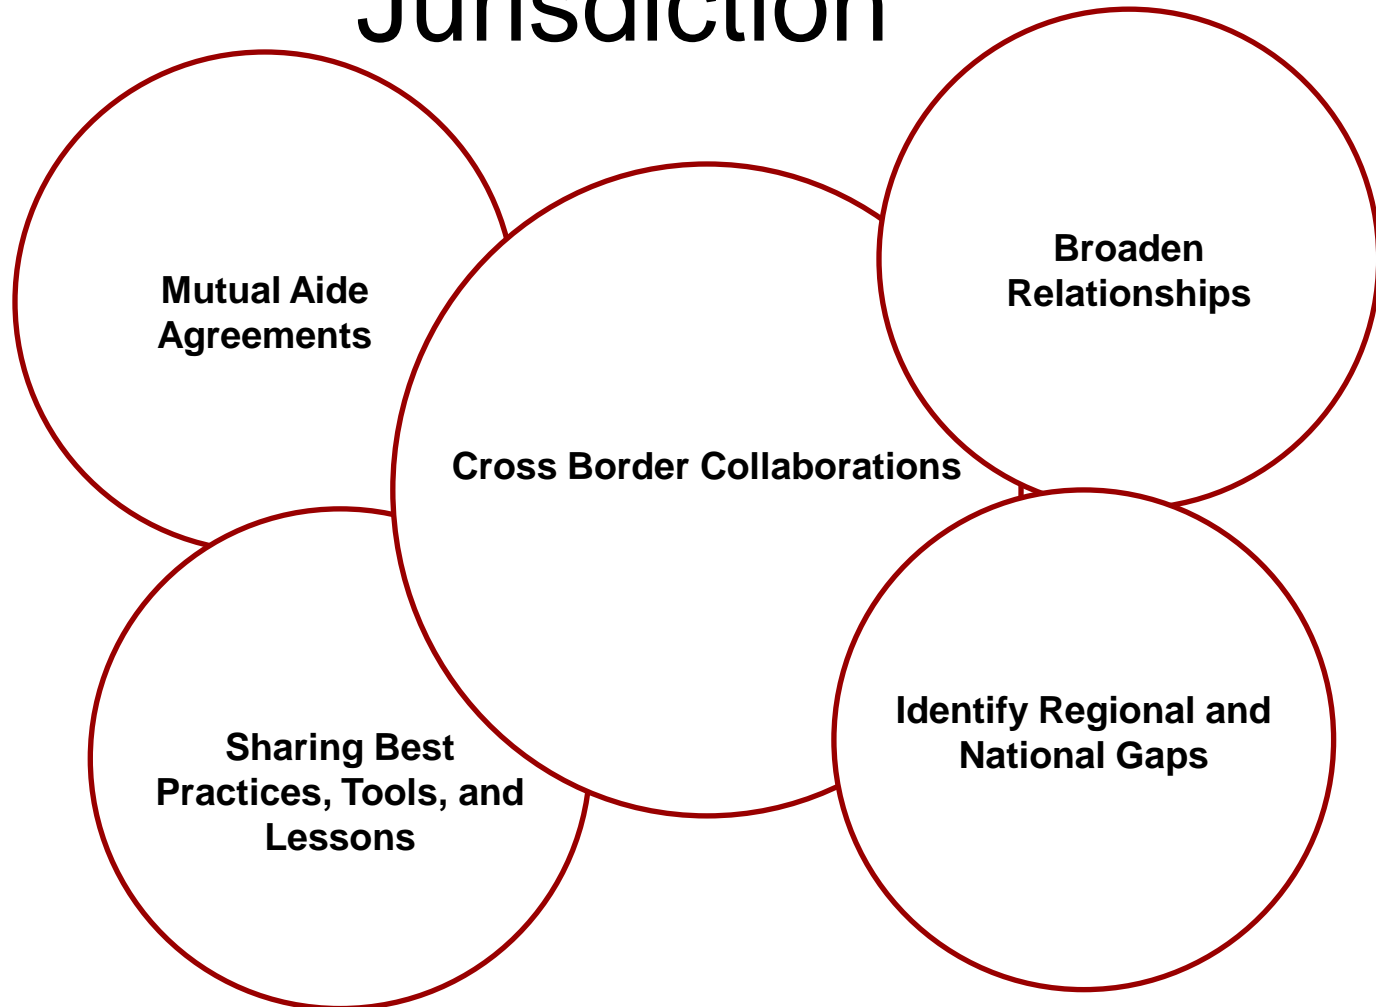 Jurisdiction
Mutual Aide
Agreements
Broaden
Relationships
Cross Border Collaborations
Sharing Best
Practices, Tools, and
Lessons
Identify Regional and
National Gaps